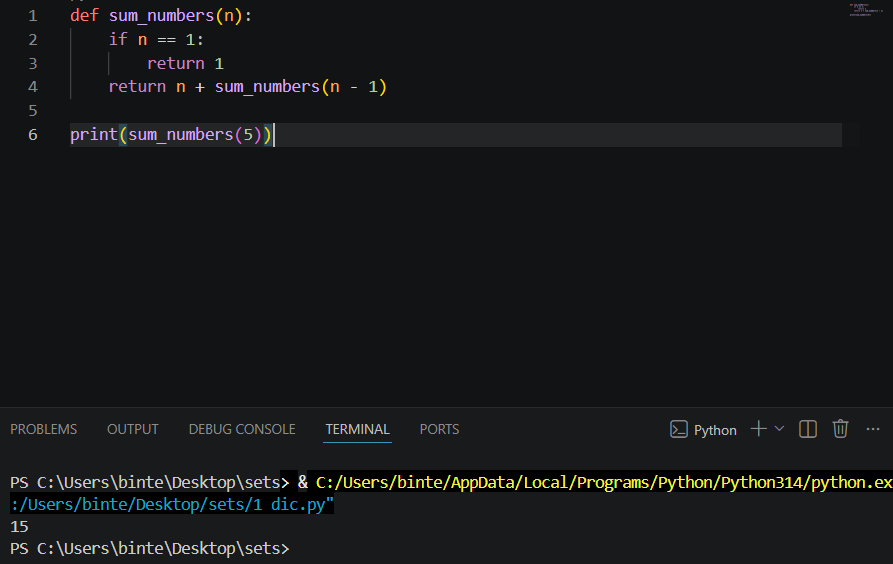 1 def sum_numbers(n):
2     if n == 1:
3         return 1
4     return n + sum_numbers(n - 1)
5
6 print(sum_numbers(5))
PROBLEMS OUTPUT DEBUG CONSOLE TERMINAL PORTS Python
PS C:\Users\binte\Desktop\sets> & C:/Users/binte/AppData/Local/Programs/Python/Python314/python.ex
:/Users/binte/Desktop/sets/1 dic.py"
15
PS C:\Users\binte\Desktop\sets>